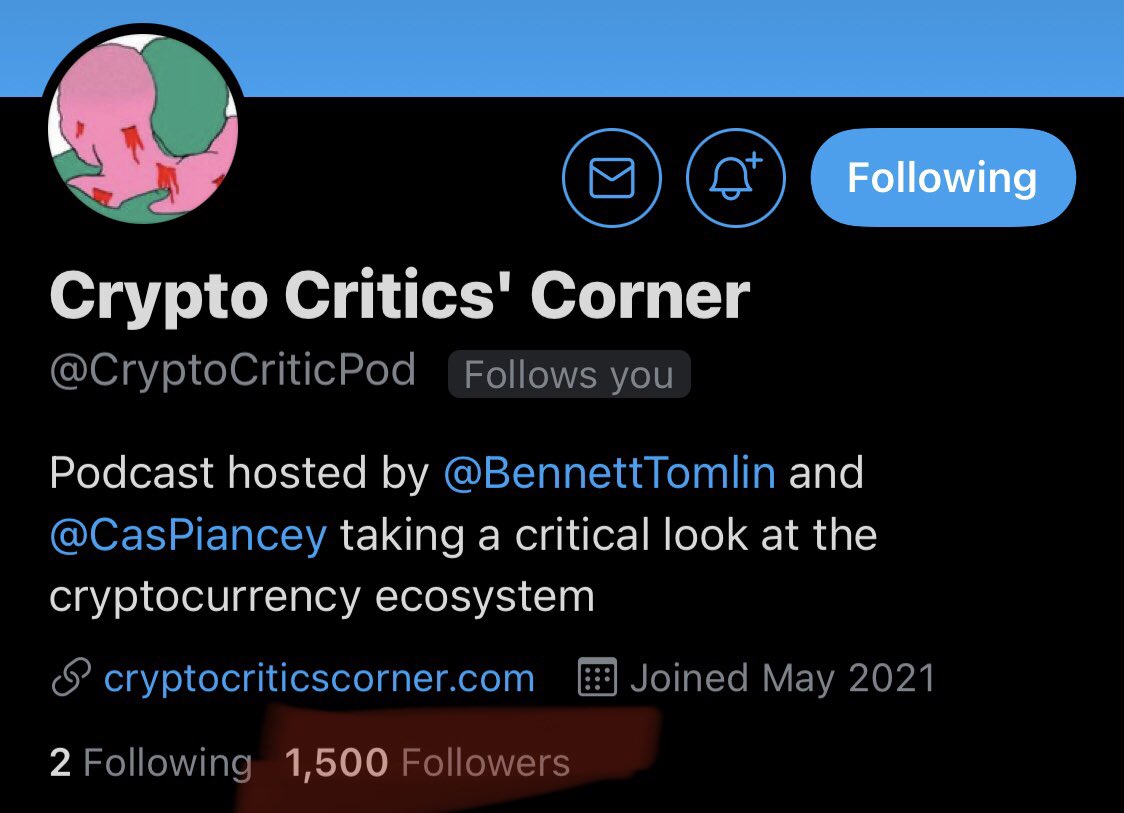 Following
Crypto Critics' Corner
@CryptoCriticPod Follows you
Podcast hosted by @BennettTomlin and
@CasPiancey taking a critical look at the
cryptocurrency ecosystem
cryptocriticscorner.com Joined May 2021
2 Following 1,500 Followers